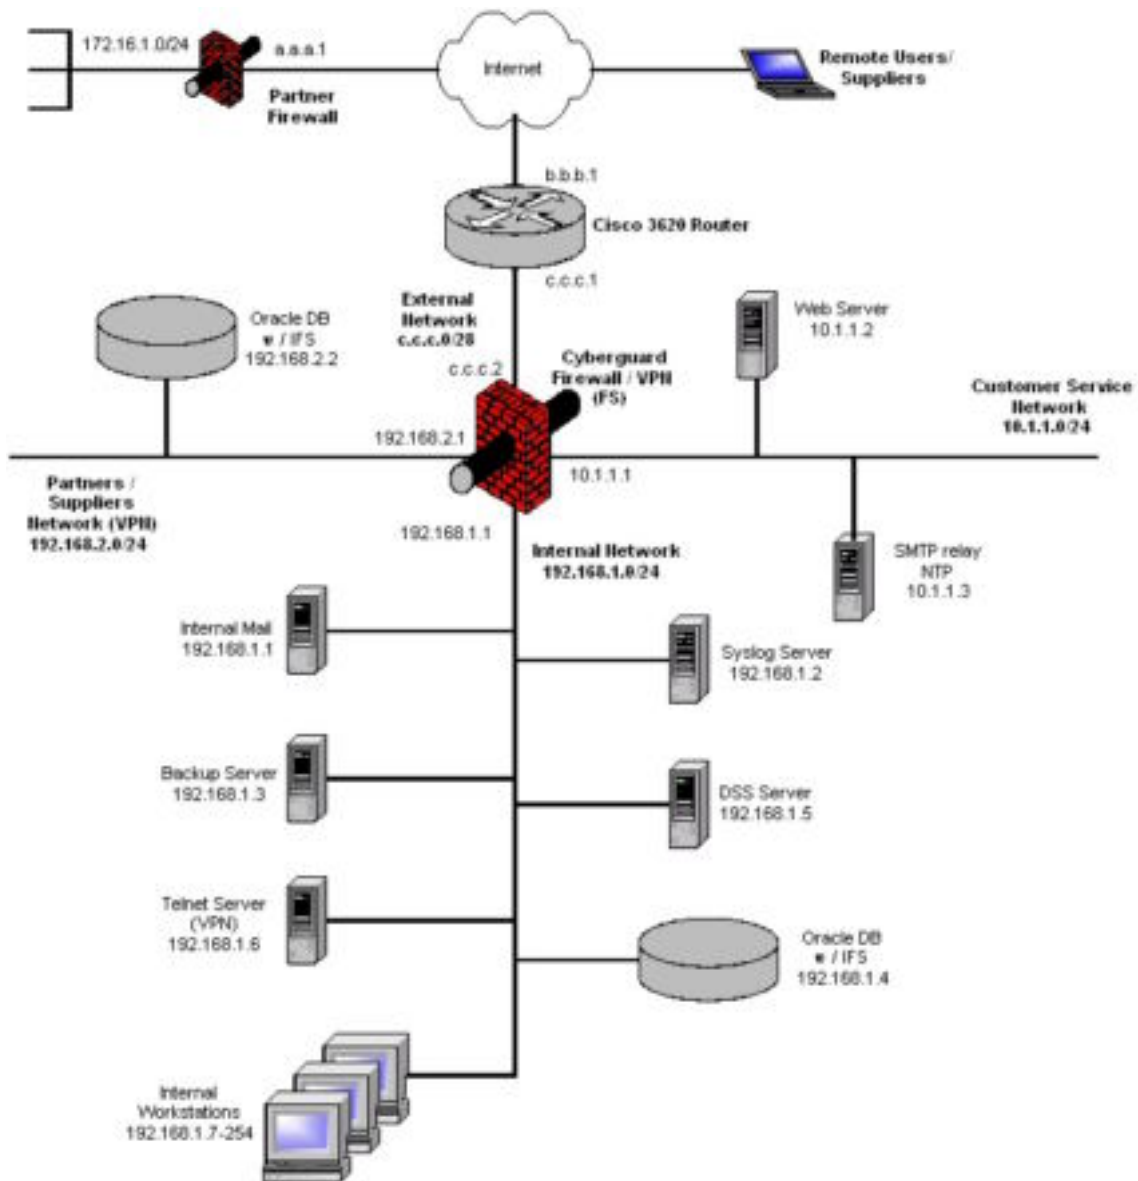 172.16.1.0/24
a.a.a.1
Partner
Firewall
Internet
Remote Users/
Suppliers
b.b.b.1
Cisco 3620 Router
c.c.c.1
External
Network
c.c.c.0/28
Oracle DB
w / IFS
192.168.2.2
c.c.c.2
Cyberguard
Firewall / VPN
(FS)
Web Server
10.1.1.2
Customer Service
Network
10.1.1.0/24
192.168.2.1
10.1.1.1
Partners /
Suppliers
Network (VPN)
192.168.2.0/24
192.168.1.1
Internal Network
192.168.1.0/24
SMTP relay
NTP
10.1.1.3
Internal Mail
192.168.1.1
Syslog Server
192.168.1.2
Backup Server
192.168.1.3
DSS Server
192.168.1.5
Telnet Server
(VPN)
192.168.1.6
Oracle DB
w / IFS
192.168.1.4
Internal
Workstations
192.168.1.7-254